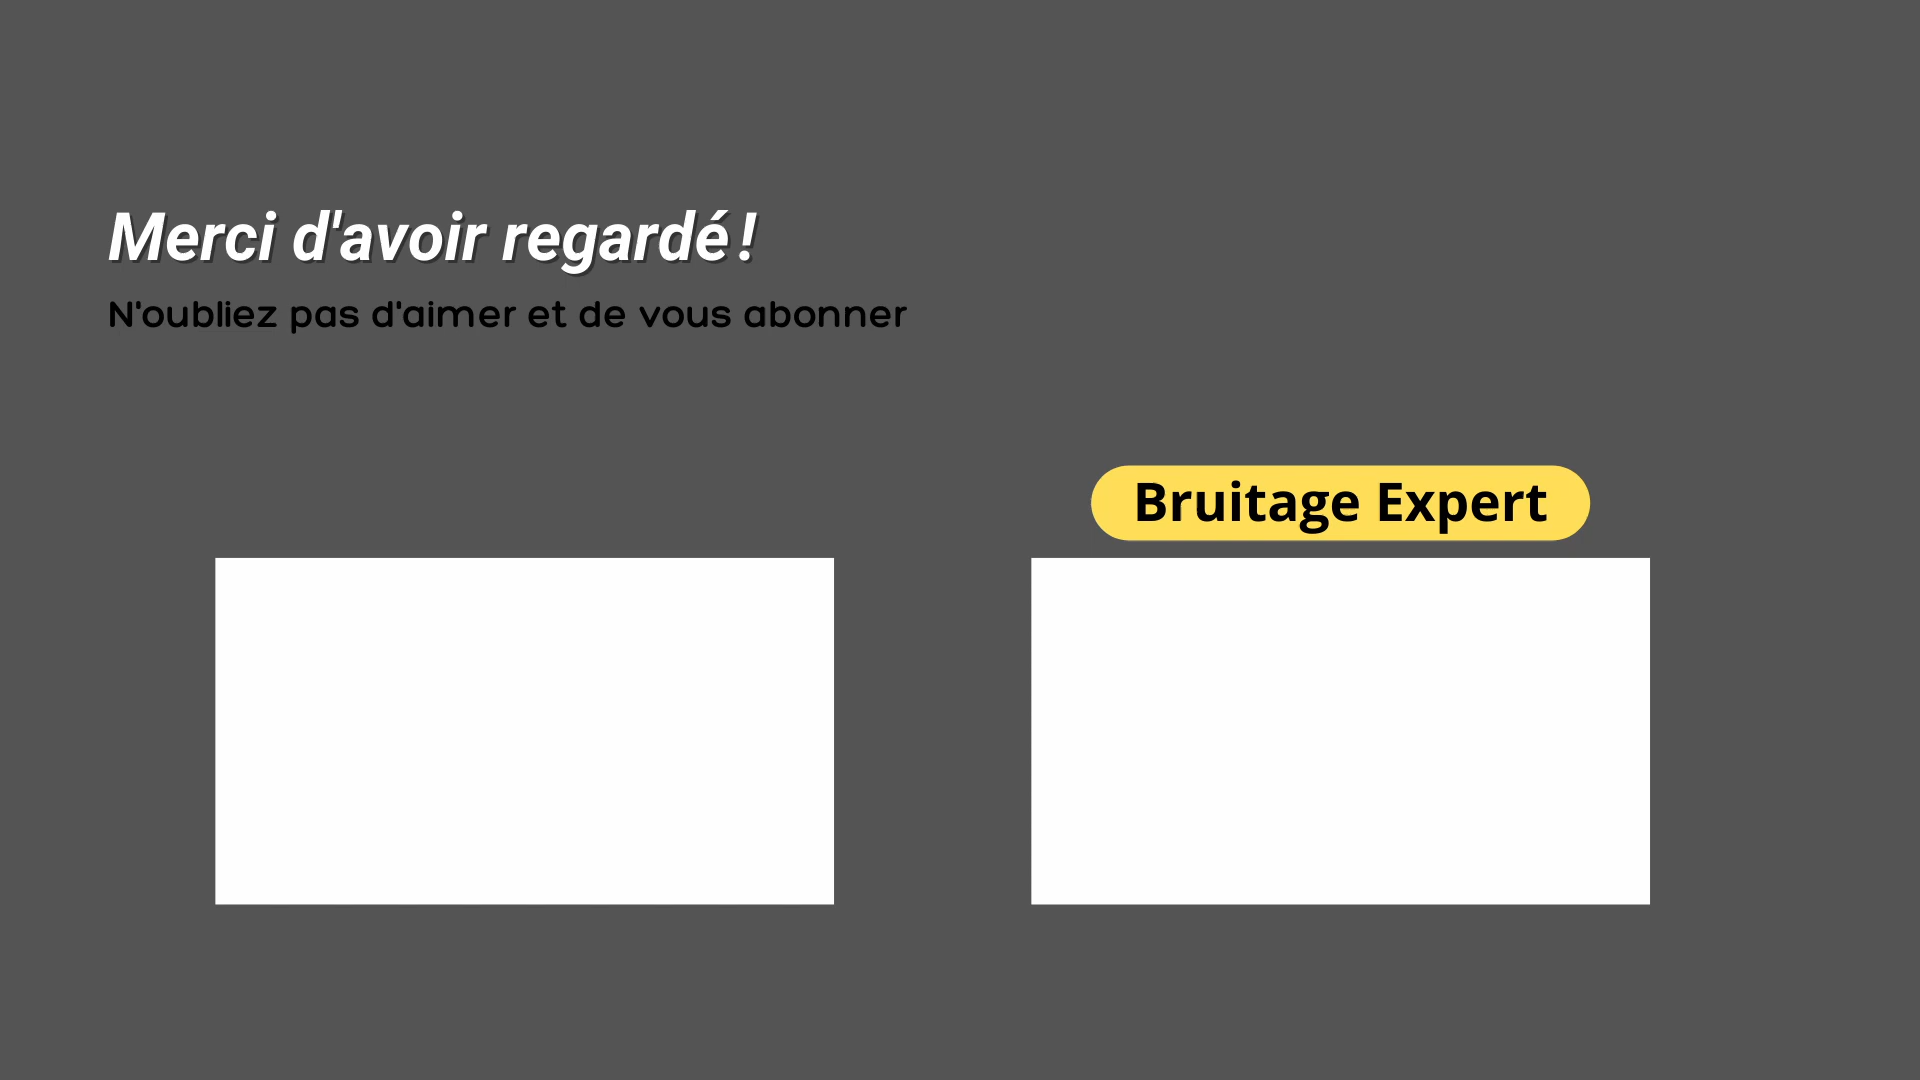 Merci d'avoir regardé !
N'oubliez pas d'aimer et de vous abonner
Bruitage Expert